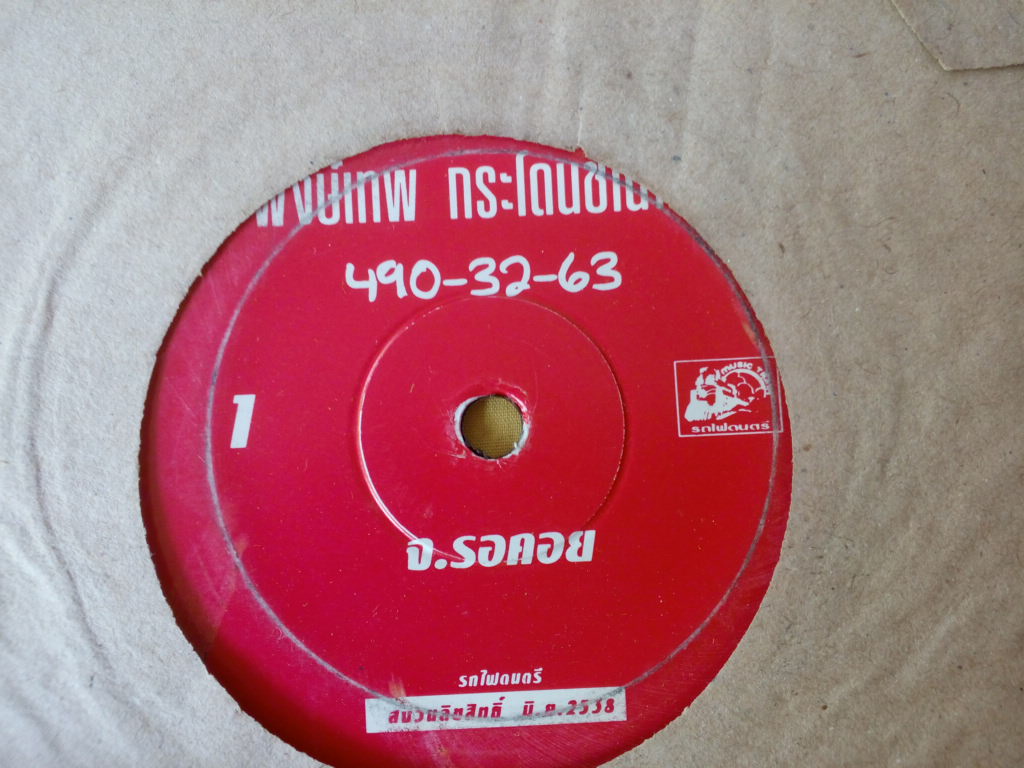 พงษ์เทพ กระโดนชำนา
490-32-63
1
MUSIC TRAIN
รถไฟดนตรี
จ.รอคอย
รถไฟดนตรี
สงวนลิขสิทธิ์ มี.ค.2538